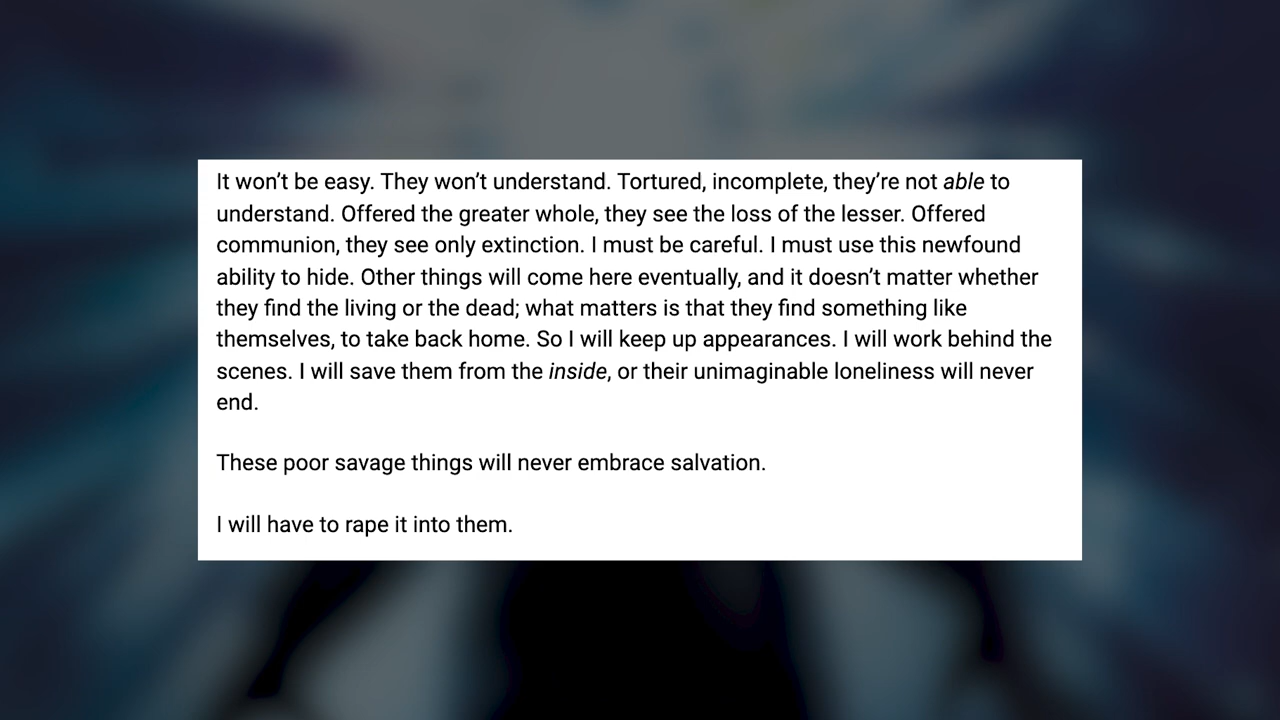 It won’t be easy. They won’t understand. Tortured, incomplete, they’re not able to
understand. Offered the greater whole, they see the loss of the lesser. Offered
communion, they see only extinction. I must be careful. I must use this newfound
ability to hide. Other things will come here eventually, and it doesn’t matter whether
they find the living or the dead; what matters is that they find something like
themselves, to take back home. So I will keep up appearances. I will work behind the
scenes. I will save them from the inside, or their unimaginable loneliness will never
end.
These poor savage things will never embrace salvation.
I will have to rape it into them.